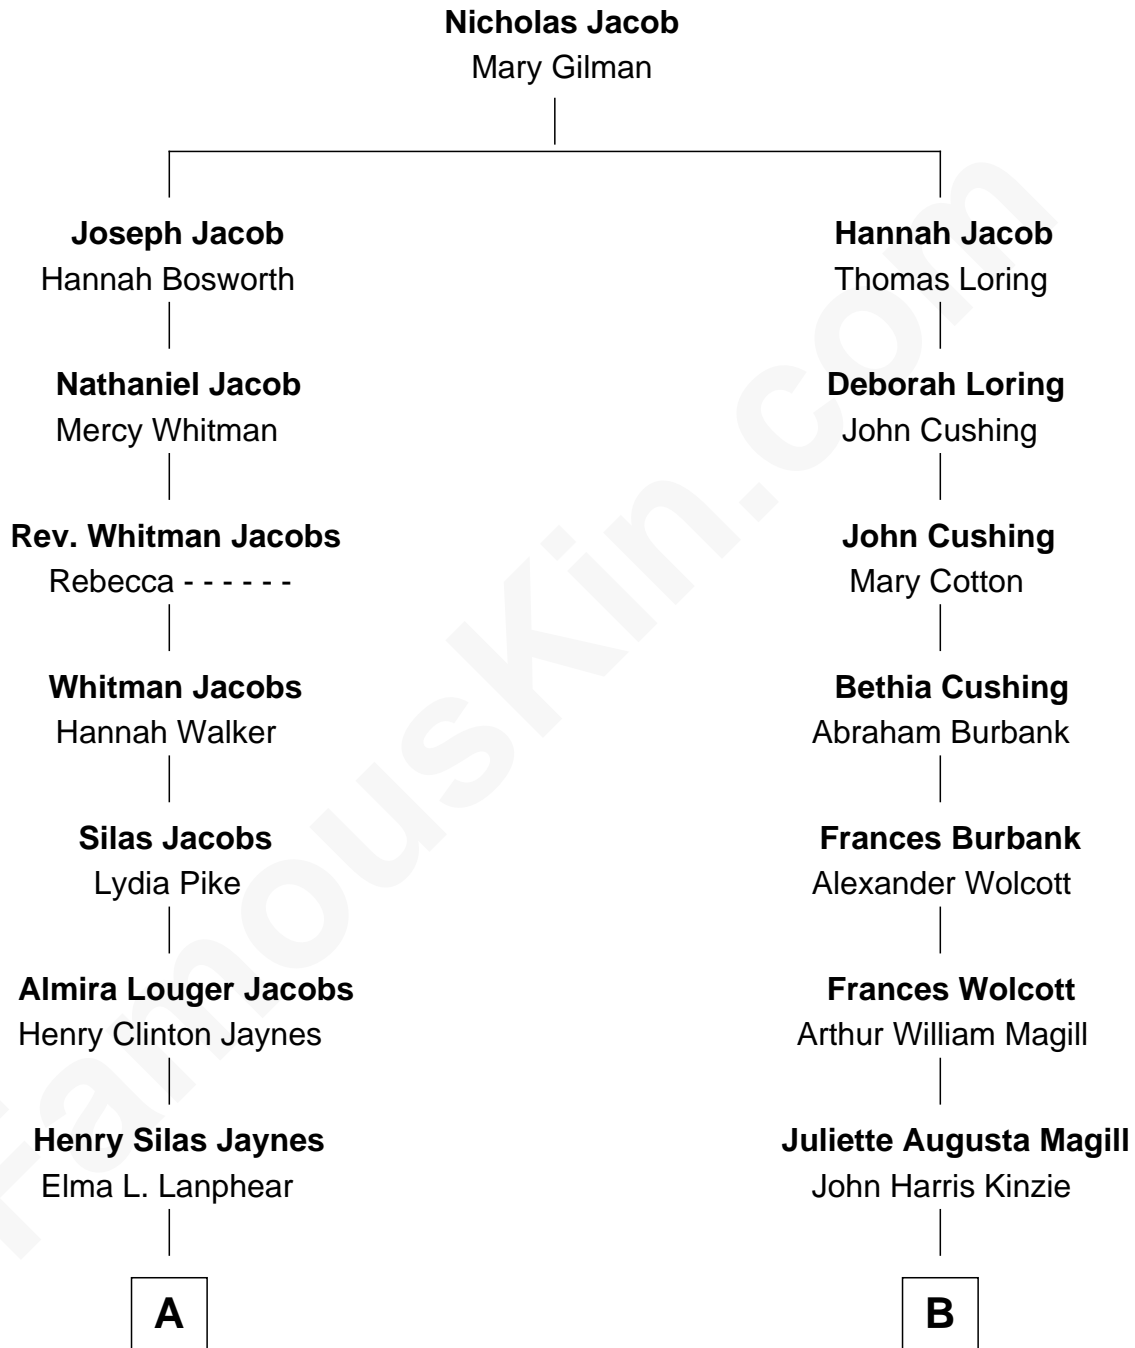 Nicholas Jacob
Mary Gilman
Joseph Jacob
Hannah Bosworth
Hannah Jacob
Thomas Loring
Nathaniel Jacob
Mercy Whitman
Deborah Loring
John Cushing
Rev. Whitman Jacobs
Rebecca - - - - - -
John Cushing
Mary Cotton
Whitman Jacobs
Hannah Walker
Bethia Cushing
Abraham Burbank
Silas Jacobs
Lydia Pike
Frances Burbank
Alexander Wolcott
Almira Louger Jacobs
Henry Clinton Jaynes
Frances Wolcott
Arthur William Magill
Henry Silas Jaynes
Elma L. Lanphear
Juliette Augusta Magill
John Harris Kinzie
A
B
FamousKin.com